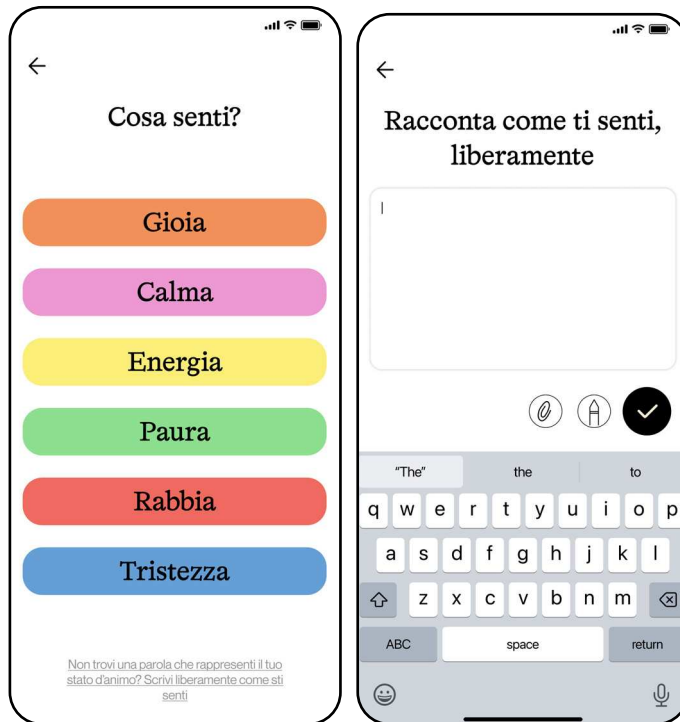 Cosa senti?
Gioia
Calma
Energia
Paura
Rabbia
Tristezza
Non trovi una parola che rappresenti il tuo
stato d'animo? Scrivi liberamente come sti
senti
Racconta come ti senti,
liberamente
"The" the to
q w e r t y u i o p
a s d f g h j k l
z x c v b n m
ABC space return